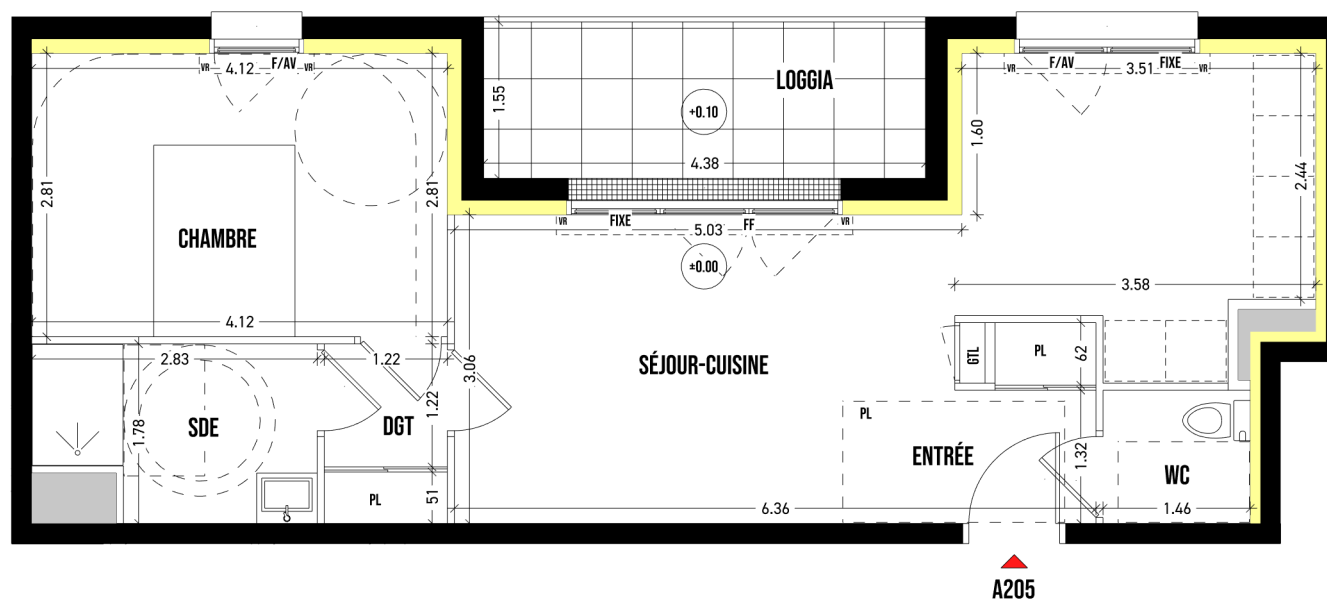 LOGGIA
F/AV
VR
4.12
VR
F/AV
FIXE
VR
3.51
VR
1.55
+0.10
4.38
1.60
2.81
2.81
2.44
CHAMBRE
FIXE
FF
VR
5.03
VR
±0.00
3.58
4.12
2.83
1.22
3.06
SÉJOUR-CUISINE
GTL
PL
62
1.22
1.78
SDE
DGT
PL
ENTRÉE
1.32
WC
PL
51
6.36
1.46
A205